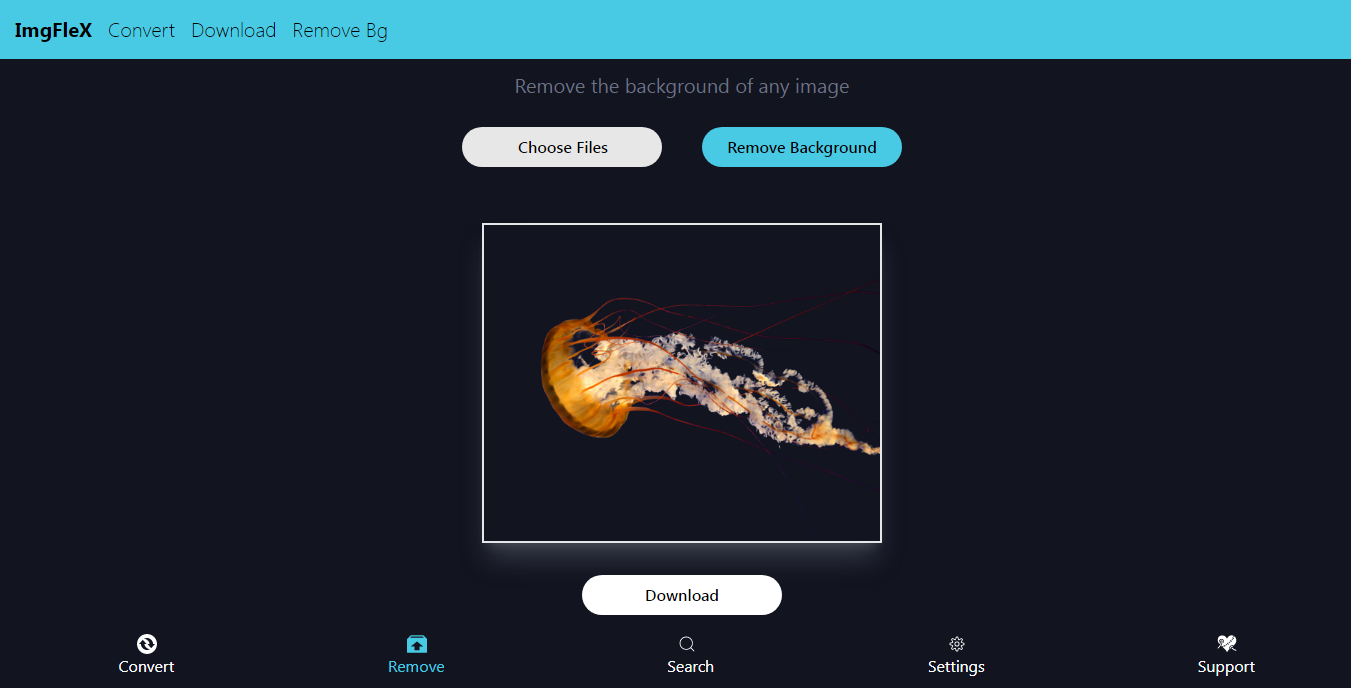 ImgFleX Convert Download Remove Bg
Remove the background of any image
Choose Files Remove Background
Download
Convert Remove Search Settings Support